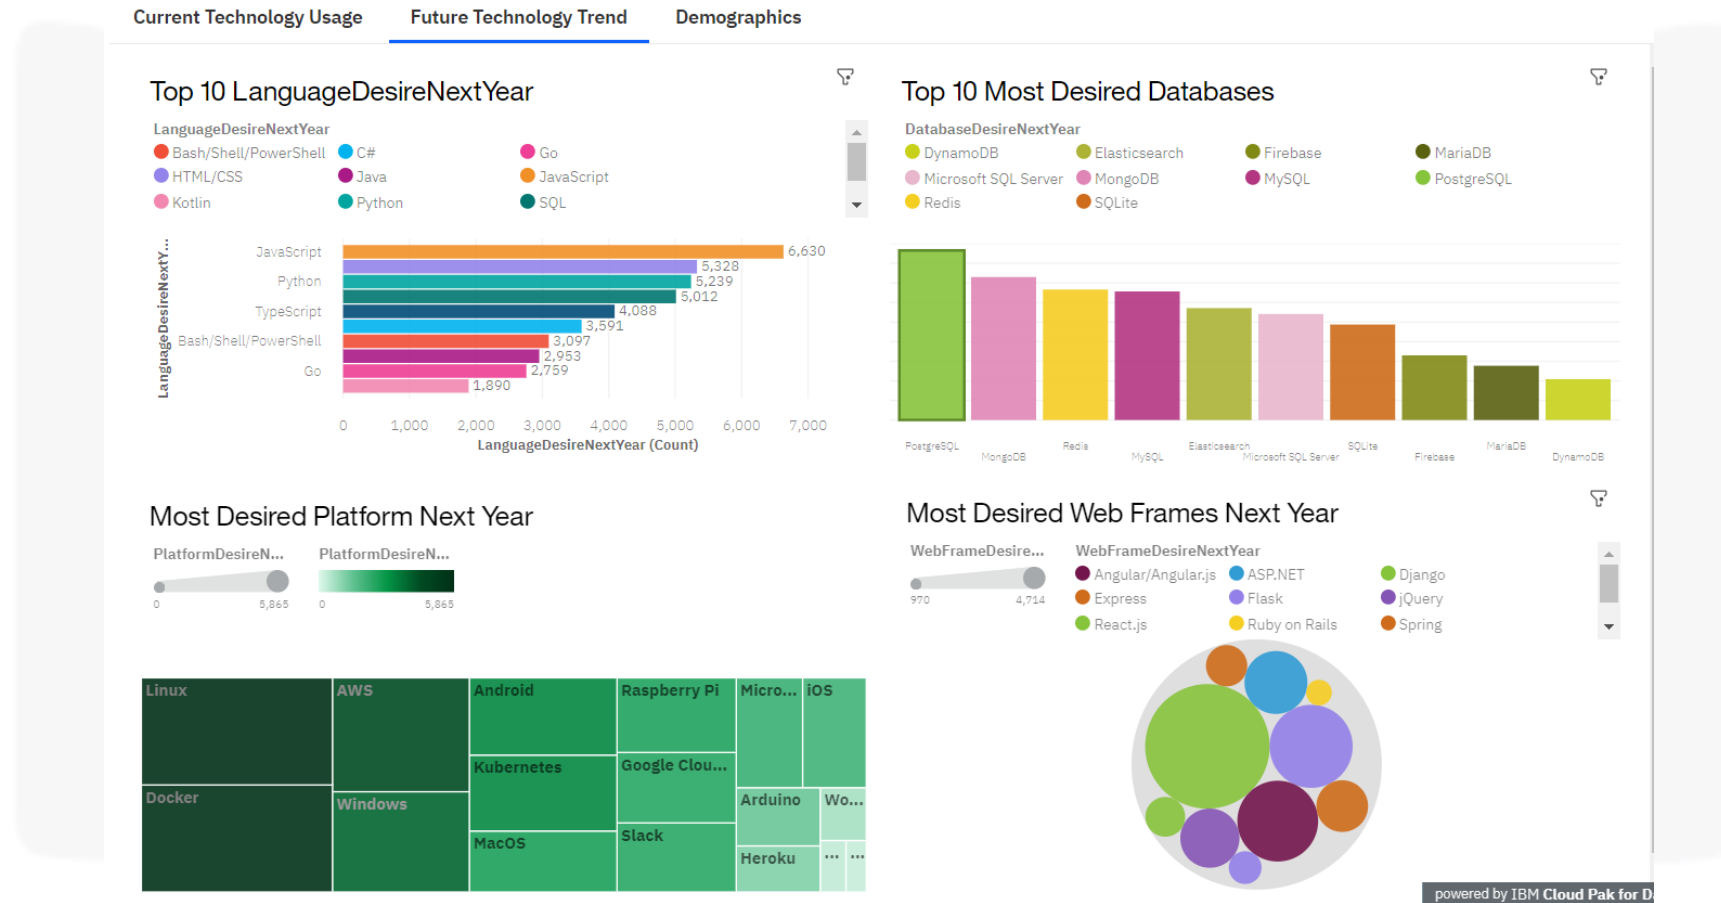 Current Technology Usage Future Technology Trend Demographics
Top 10 LanguageDesireNextYear
LanguageDesireNextYear
Bash/Shell/PowerShell C# Go
HTML/CSS Java JavaScript
Kotlin Python SQL
LanguageDesireNextY...
JavaScript 6,630
5,328
Python 5,239
5,012
TypeScript 4,088
3,591
Bash/Shell/PowerShell 3,097
2,953
Go 2,759
1,890
0 1,000 2,000 3,000 4,000 5,000 6,000 7,000
LanguageDesireNextYear (Count)
Top 10 Most Desired Databases
DatabaseDesireNextYear
DynamoDB Elasticsearch Firebase MariaDB
Microsoft SQL Server MongoDB MySQL PostgreSQL
Redis SQLite
PostgreSQL Redis Elasticsearch SQLite MariaDB
MongoDB MySQL Microsoft SQL Server Firebase DynamoDB
Most Desired Platform Next Year
PlatformDesireN... PlatformDesireN...
0 5,865 0 5,865
Linux AWS Android Raspberry Pi Micro... iOS
Kubernetes Google Clou...
Docker Windows Arduino Wo...
MacOS Slack
Heroku ... ...
Most Desired Web Frames Next Year
WebFrameDesire... WebFrameDesireNextYear
Angular/Angular.js ASP.NET Django
970 4,714 Express Flask jQuery
React.js Ruby on Rails Spring
powered by IBM Cloud Pak for D